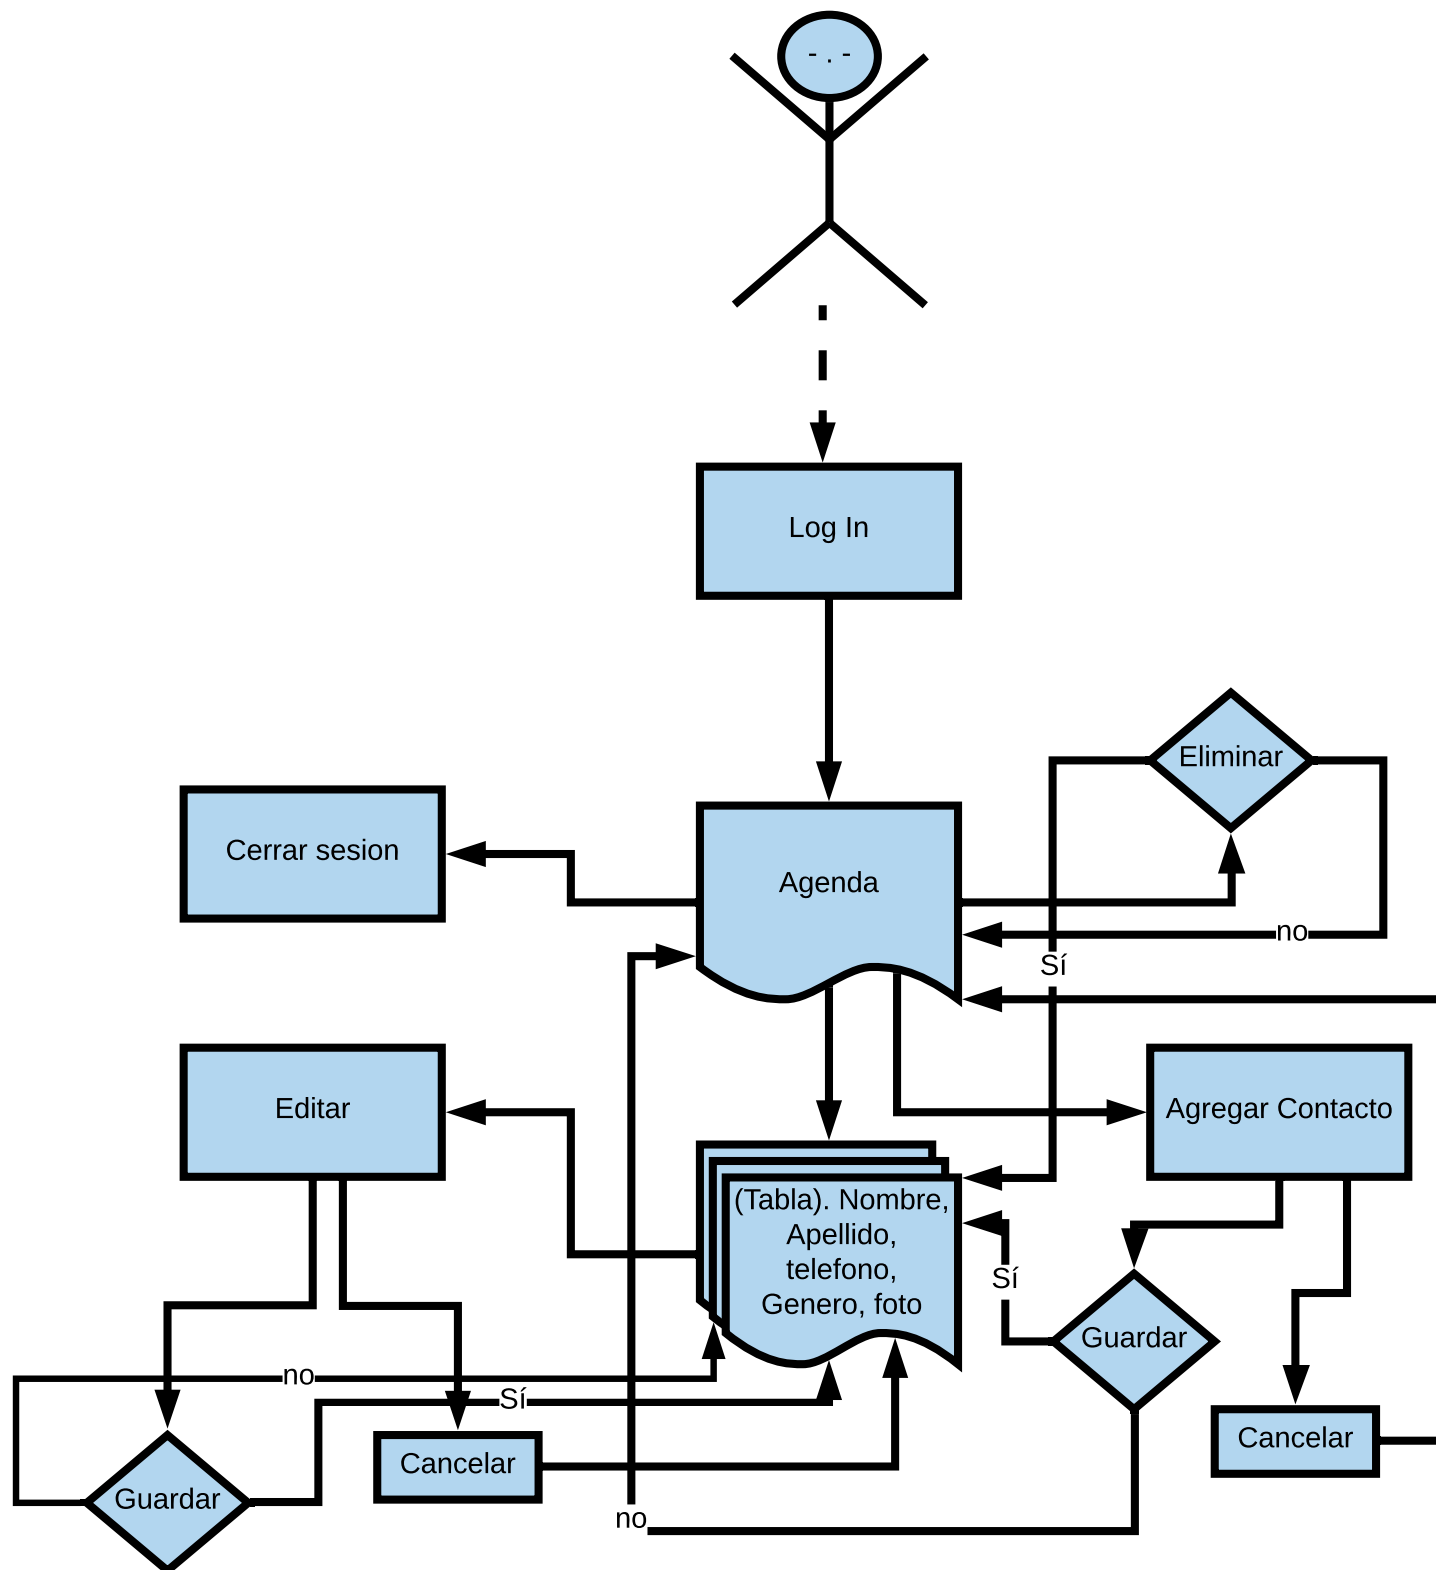 - . -
Log In
Eliminar
Cerrar sesion
Agenda
no
Sí
Editar
Agregar Contacto
(Tabla). Nombre,
Apellido,
telefono,
Genero, foto
Sí
Guardar
no
Sí
Cancelar
Cancelar
Guardar
no